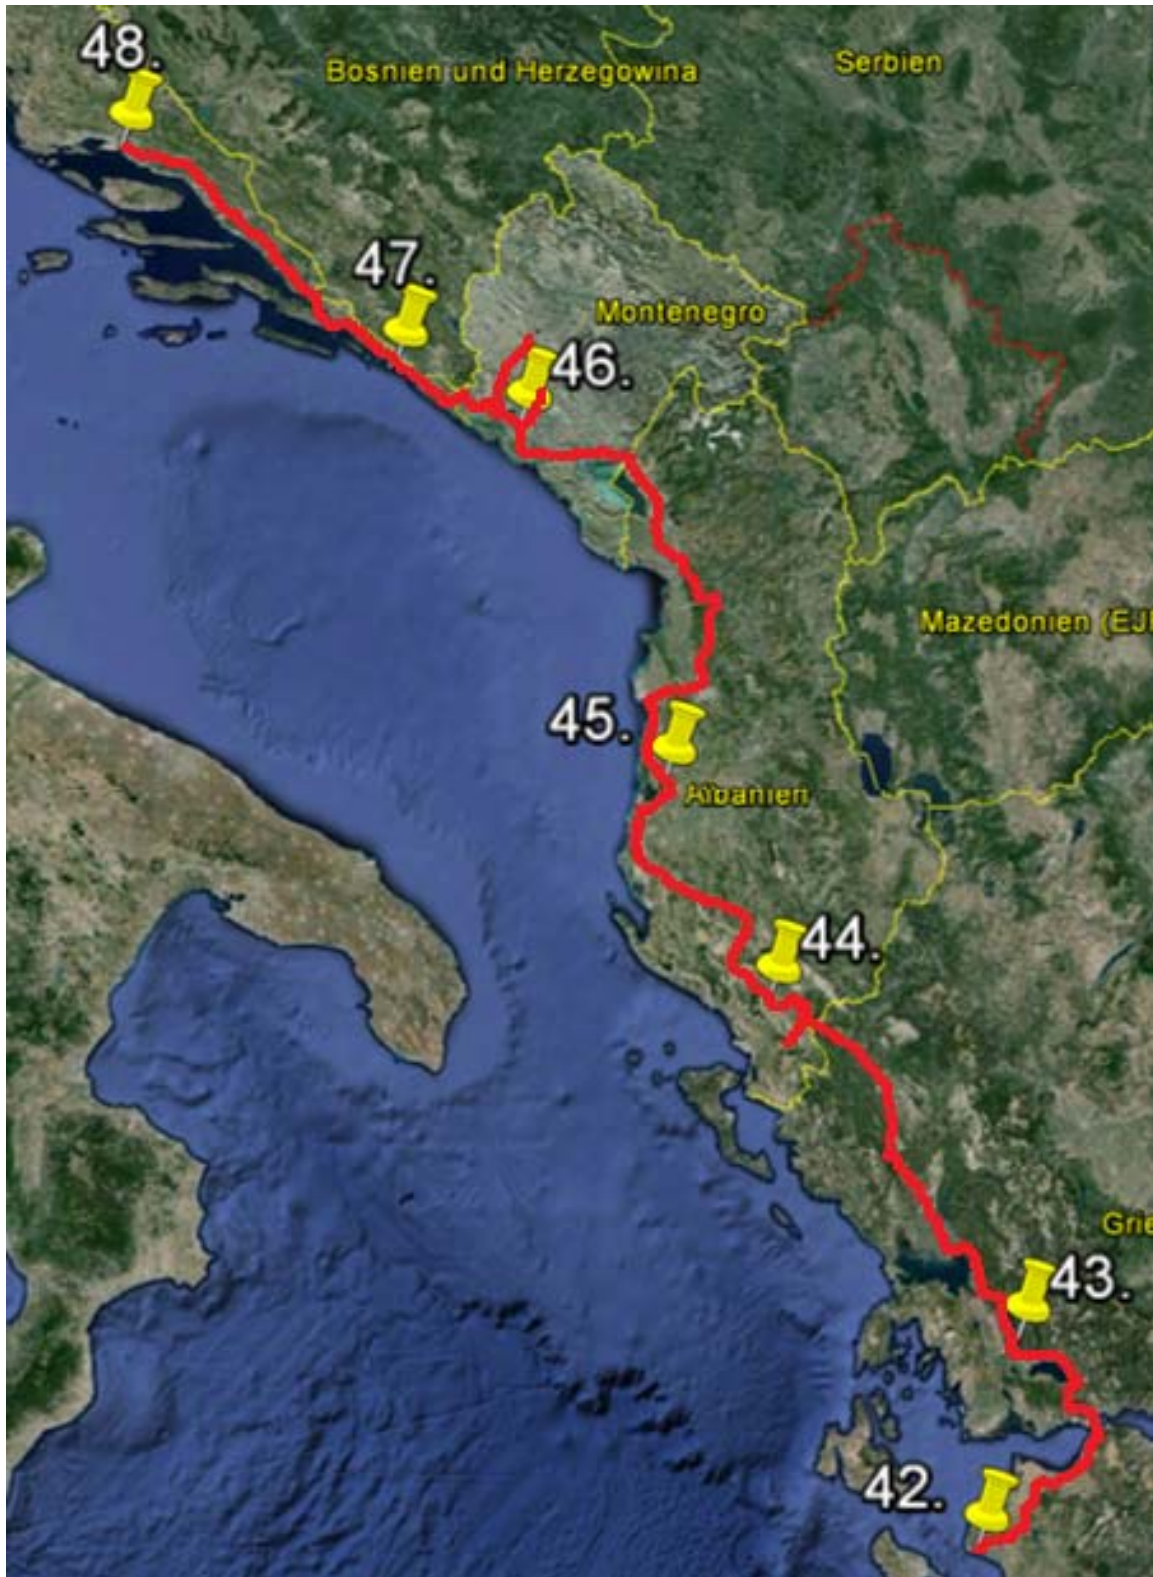 48.
Bosnien und Herzegowina
Serbien
47.
Montenegro
46.
Mazedonien (EJ
45.
Albanien
44.
Grie
43.
42.